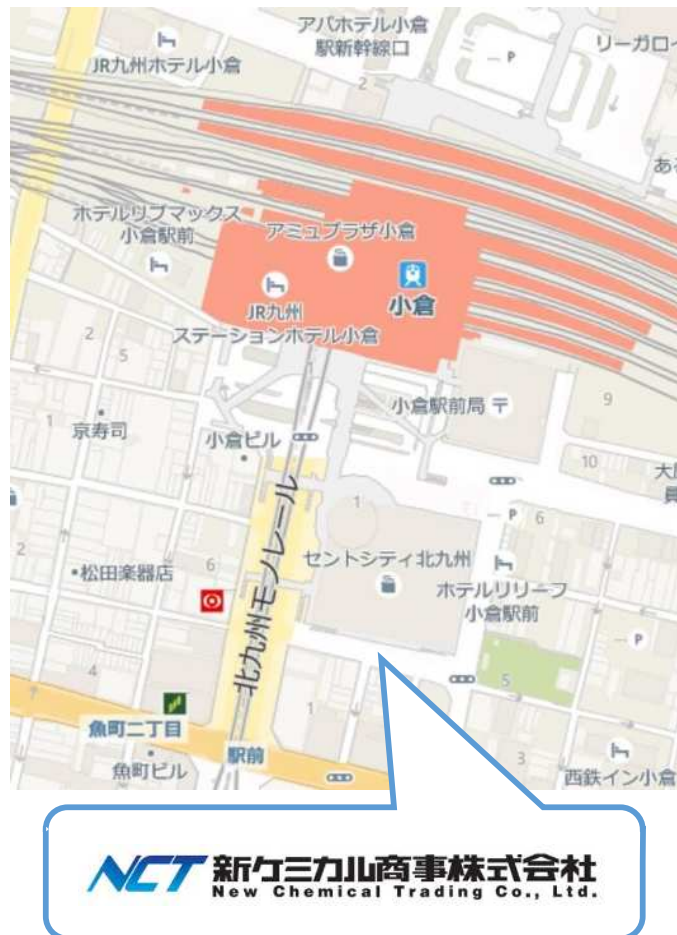 アパホテル小倉
駅新幹線口
JR九州ホテル小倉
P
リーガロイ
2
ホテルリブマックス
小倉駅前
アミュプラザ小倉
小倉
JR九州
ステーションホテル小倉
2
5
1
小倉駅前局
9
1
京寿司
小倉ビル
10
1
P
6
セントシティ北九州
2
6
松田楽器店
北九州モノレール
ホテルリリーフ
小倉駅前
P
4
5
魚町二丁目
1
駅前
3
魚町ビル
西鉄イン小倉
NCT 新ケミカル商事株式会社
New Chemical Trading Co., Ltd.